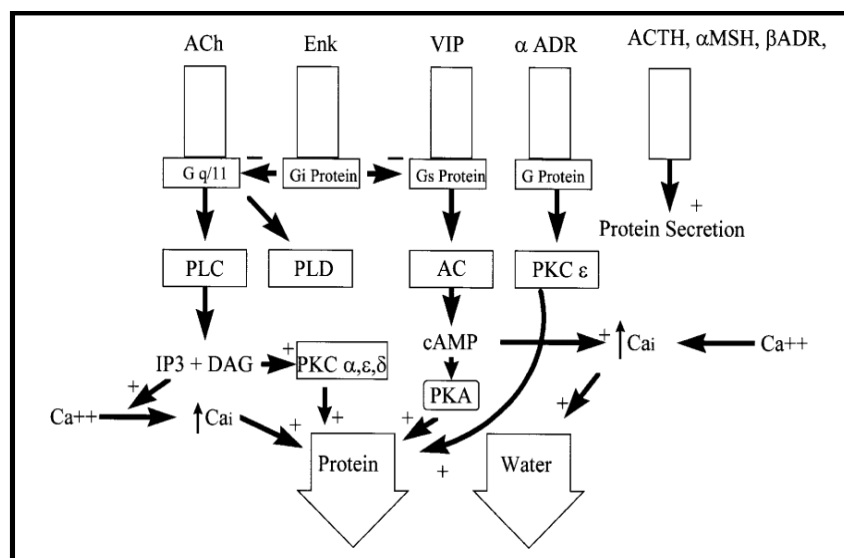 ACh Enk VIP α ADR ACTH, αMSH, βADR,
− −
G q/11 Gi Protein Gs Protein G Protein
+
Protein Secretion
PLC PLD AC PKC ε
cAMP + Cai Ca++
IP3 + DAG + PKC α,ε,δ
+ PKA +
Ca++ Cai + + +
Protein + Water